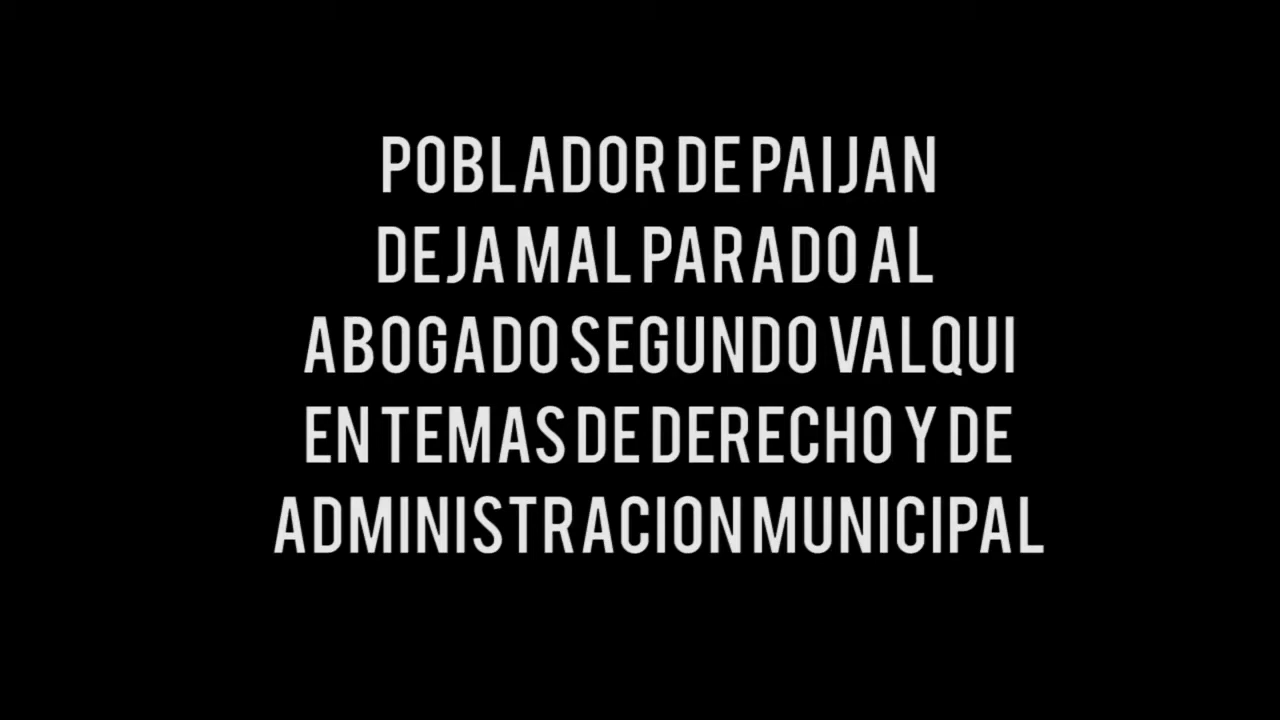 POBLADOR DE PAIJAN
DEJA MAL PARADO AL
ABOGADO SEGUNDO VALQUI
EN TEMAS DE DERECHO Y DE
ADMINISTRACION MUNICIPAL